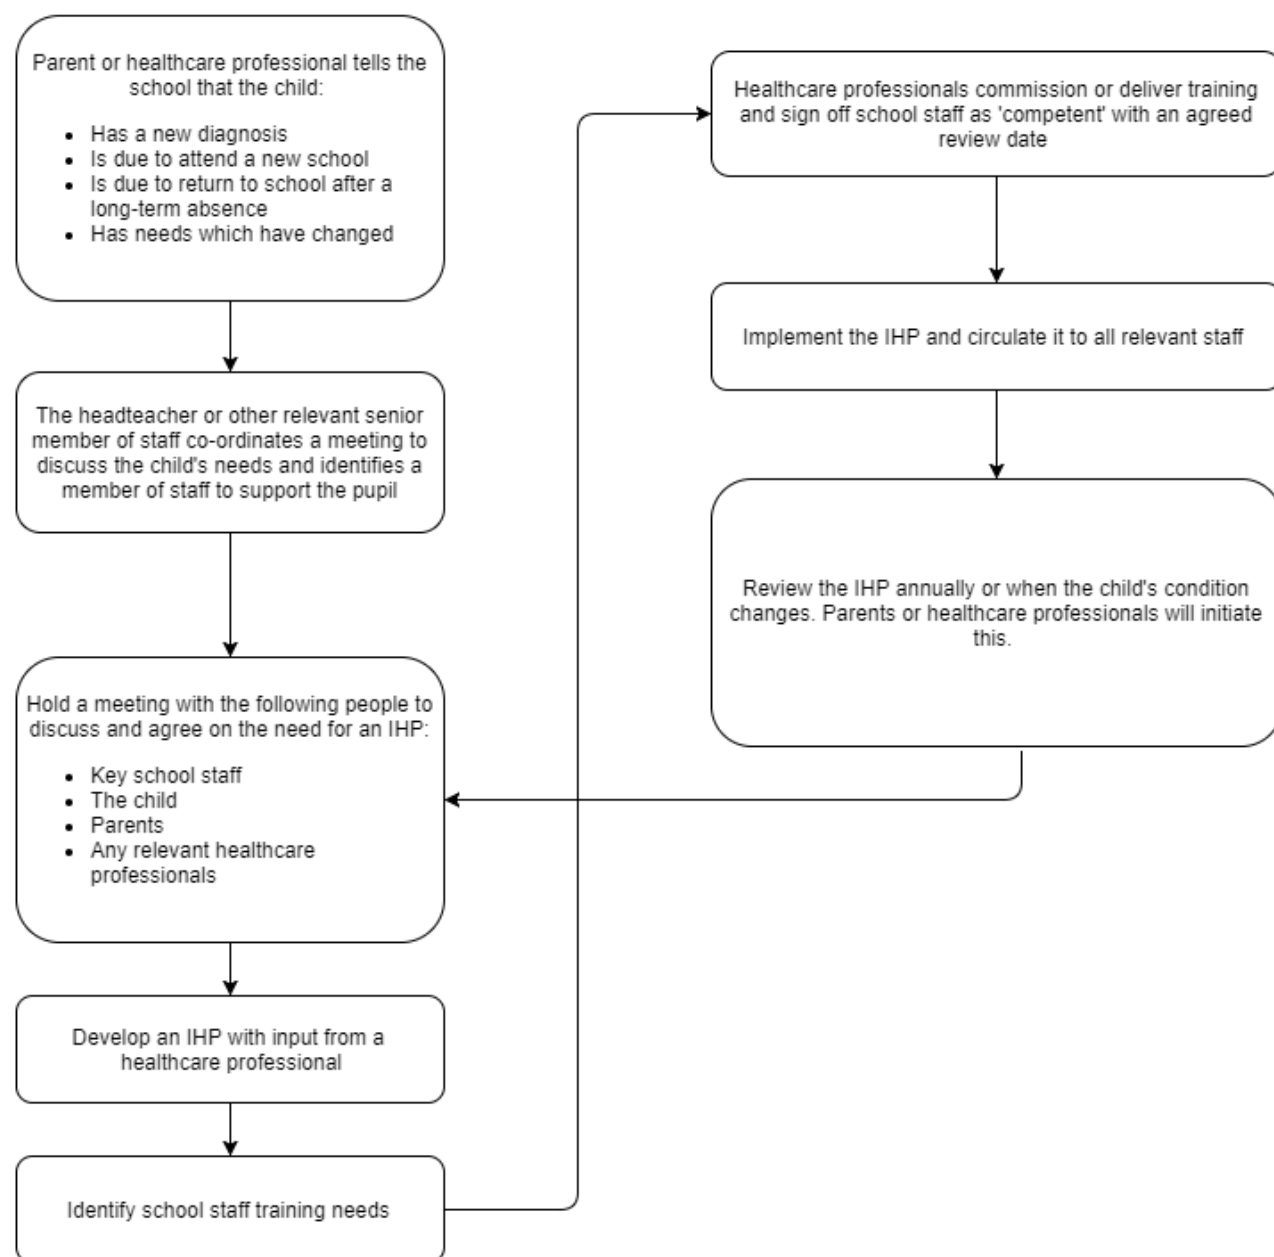 Parent or healthcare professional tells the
school that the child:
• Has a new diagnosis
• Is due to attend a new school
• Is due to return to school after a
long-term absence
• Has needs which have changed
The headteacher or other relevant senior
member of staff co-ordinates a meeting to
discuss the child's needs and identifies a
member of staff to support the pupil
Hold a meeting with the following people to
discuss and agree on the need for an IHP:
• Key school staff
• The child
• Parents
• Any relevant healthcare
professionals
Develop an IHP with input from a
healthcare professional
Identify school staff training needs
Healthcare professionals commission or deliver training
and sign off school staff as 'competent' with an agreed
review date
Implement the IHP and circulate it to all relevant staff
Review the IHP annually or when the child's condition
changes. Parents or healthcare professionals will initiate
this.